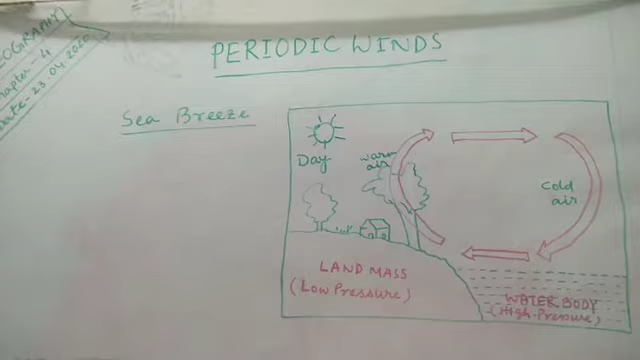 GEOGRAPHY
Chapter - 4
Date - 23.04.2020
PERIODIC WINDS
Sea Breeze
Day
warm
air
Cold
air
LAND MASS
(Low Pressure)
WATER BODY
(High Pressure)